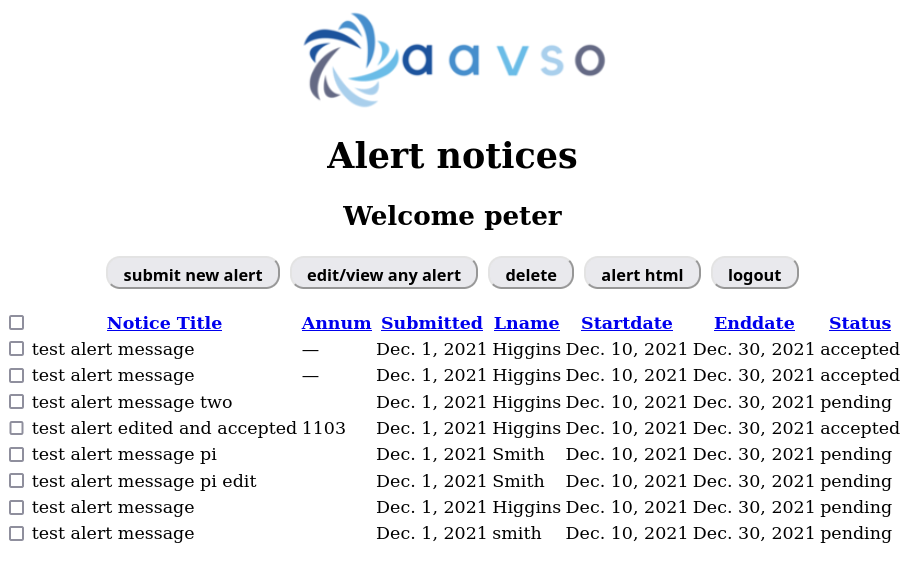 aavso
Alert notices
Welcome peter
submit new alert edit/view any alert delete alert html logout
Notice Title Annum Submitted Lname Startdate Enddate Status
test alert message — Dec. 1, 2021 Higgins Dec. 10, 2021 Dec. 30, 2021 accepted
test alert message — Dec. 1, 2021 Higgins Dec. 10, 2021 Dec. 30, 2021 accepted
test alert message two Dec. 1, 2021 Higgins Dec. 10, 2021 Dec. 30, 2021 pending
test alert edited and accepted 1103 Dec. 1, 2021 Higgins Dec. 10, 2021 Dec. 30, 2021 accepted
test alert message pi Dec. 1, 2021 Smith Dec. 10, 2021 Dec. 30, 2021 pending
test alert message pi edit Dec. 1, 2021 Smith Dec. 10, 2021 Dec. 30, 2021 pending
test alert message Dec. 1, 2021 Higgins Dec. 10, 2021 Dec. 30, 2021 pending
test alert message Dec. 1, 2021 smith Dec. 10, 2021 Dec. 30, 2021 pending